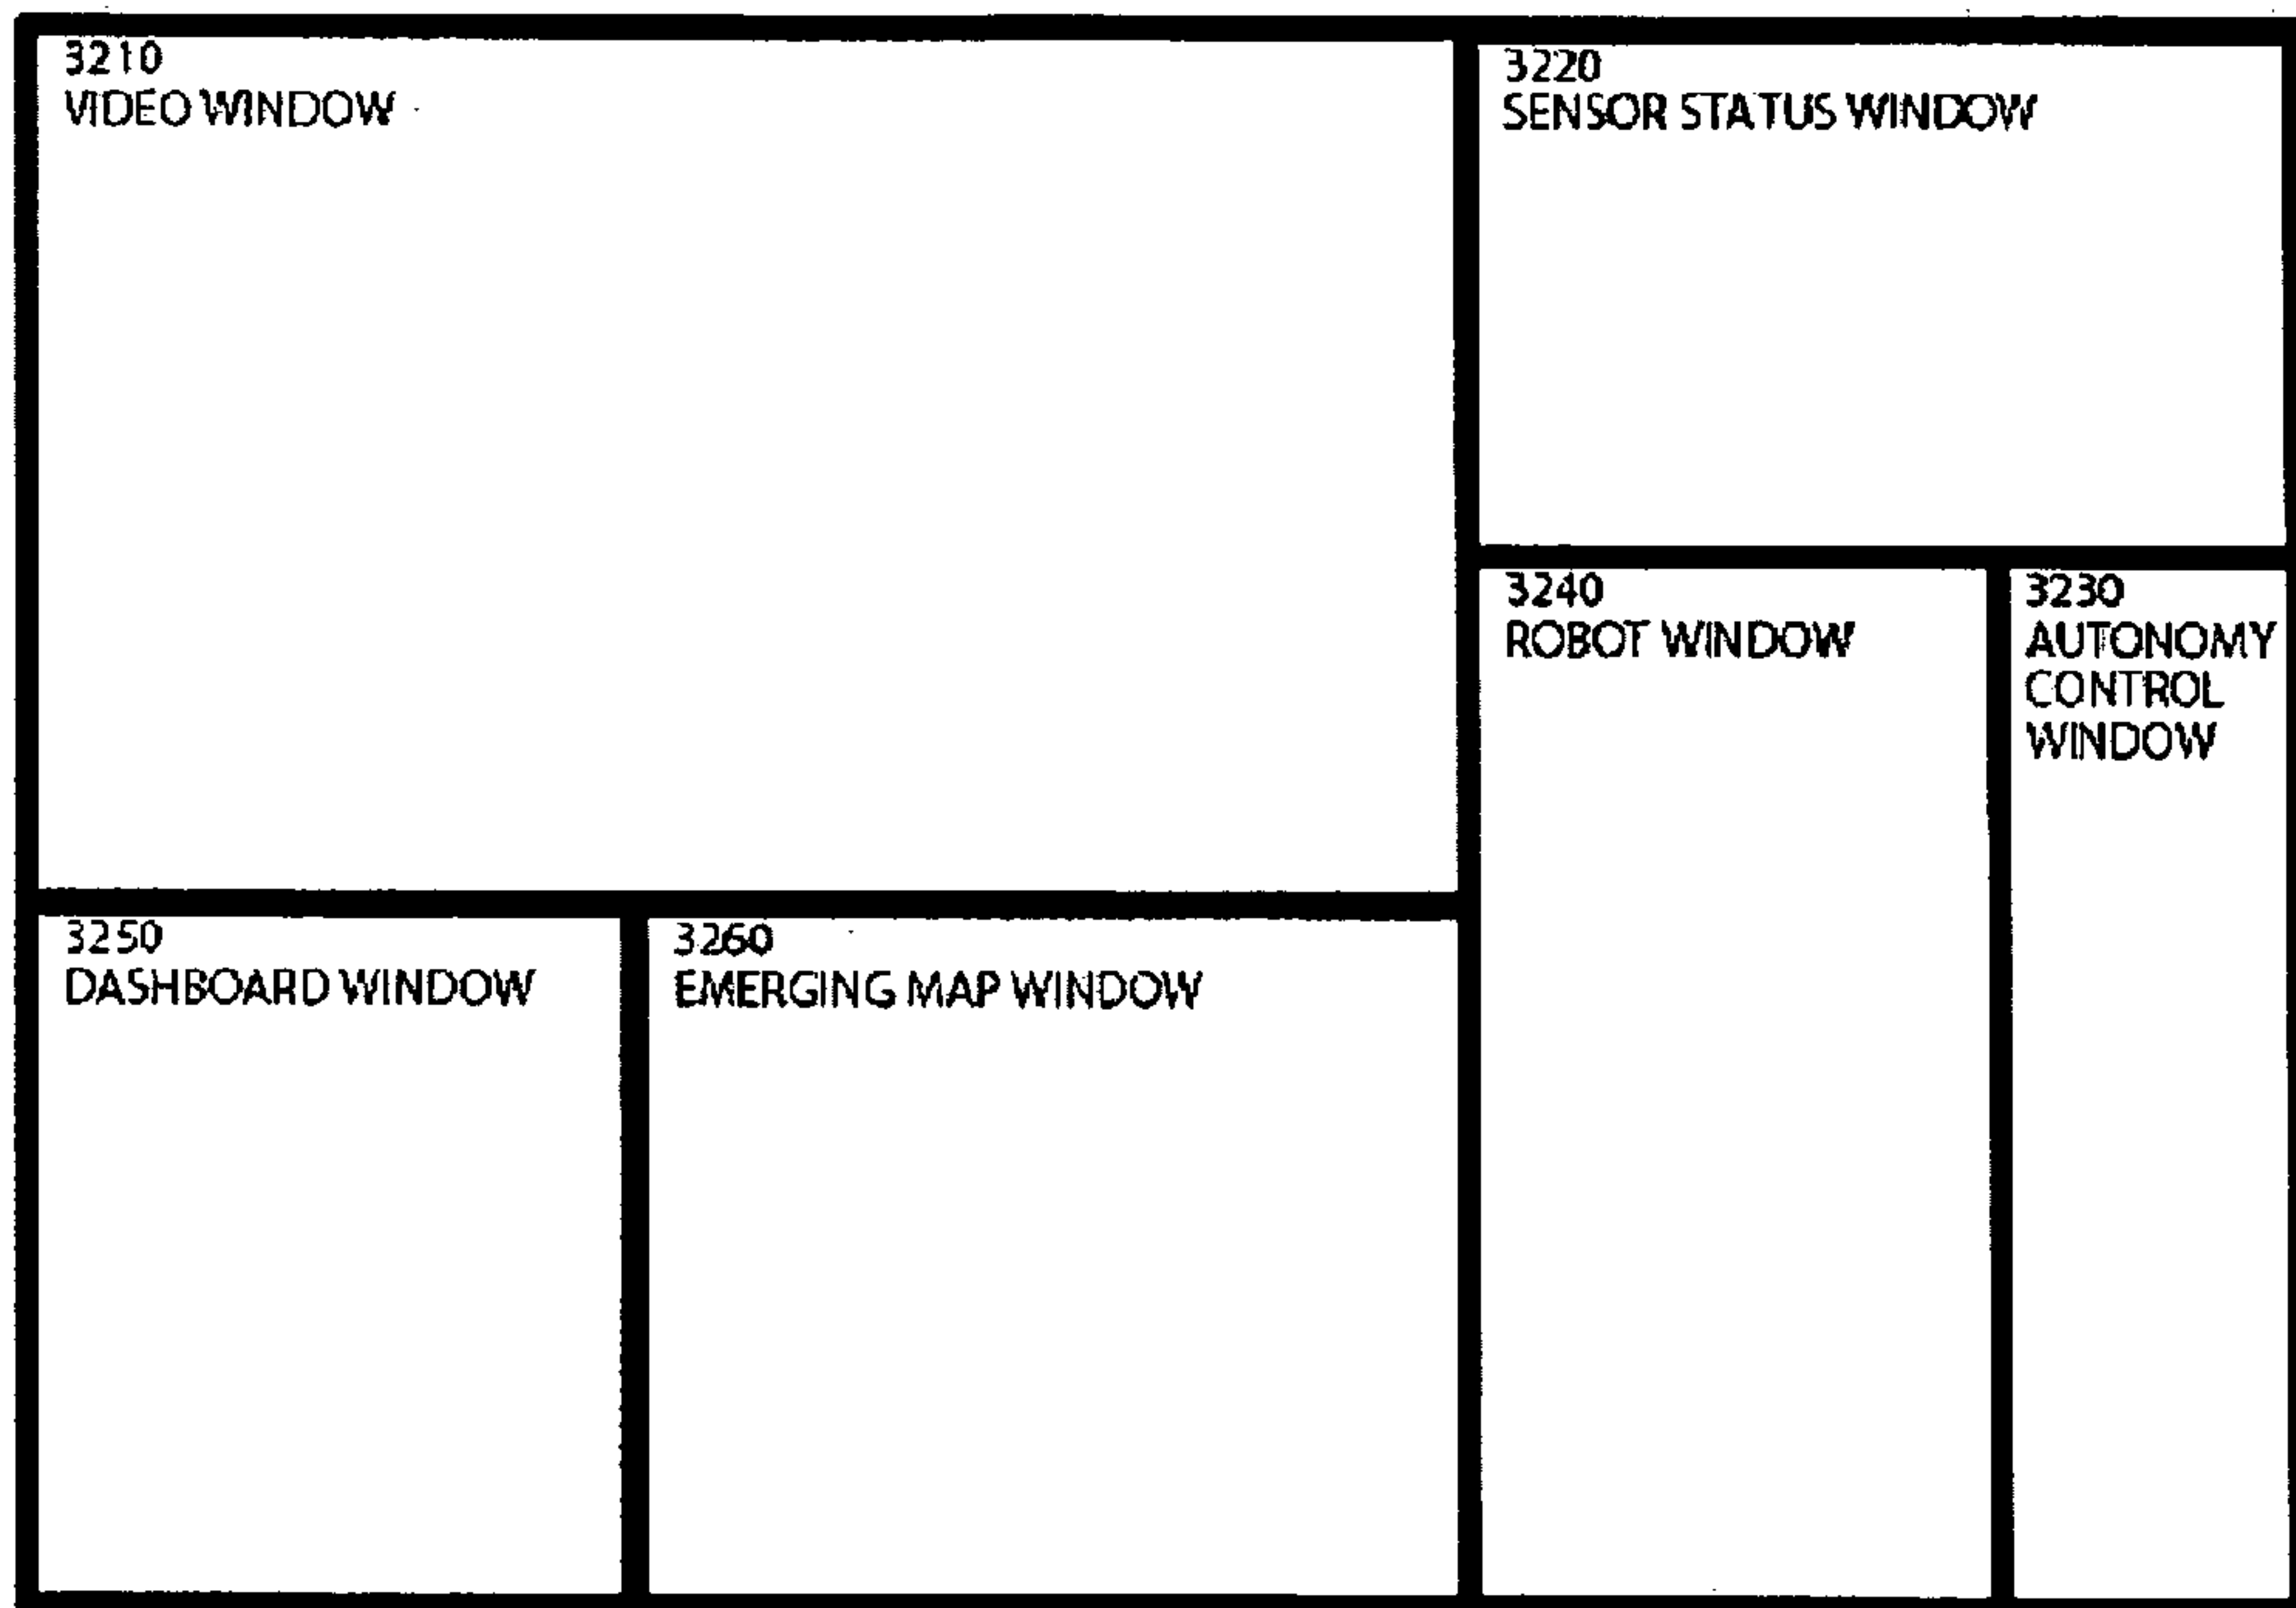 3210
VIDEO WINDOW
3220
SENSOR STATUS WINDOW
3240
ROBOT WINDOW
3230
AUTONOMY
CONTROL
WINDOW
3250
DASHBOARD WINDOW
3260
EMERGING MAP WINDOW